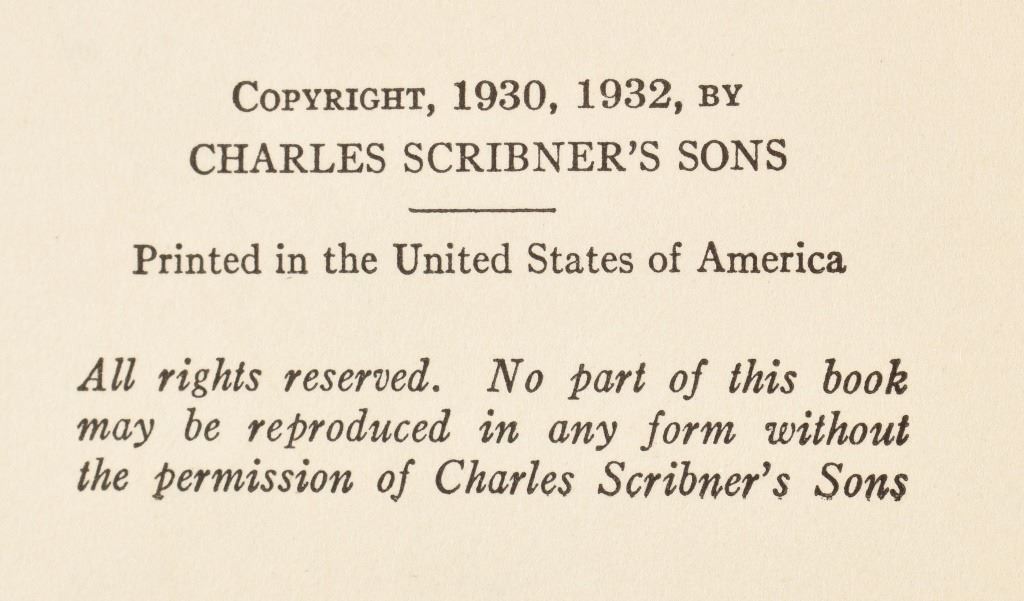 Copyright, 1930, 1932, by
CHARLES SCRIBNER'S SONS
Printed in the United States of America
All rights reserved. No part of this book
may be reproduced in any form without
the permission of Charles Scribner's Sons